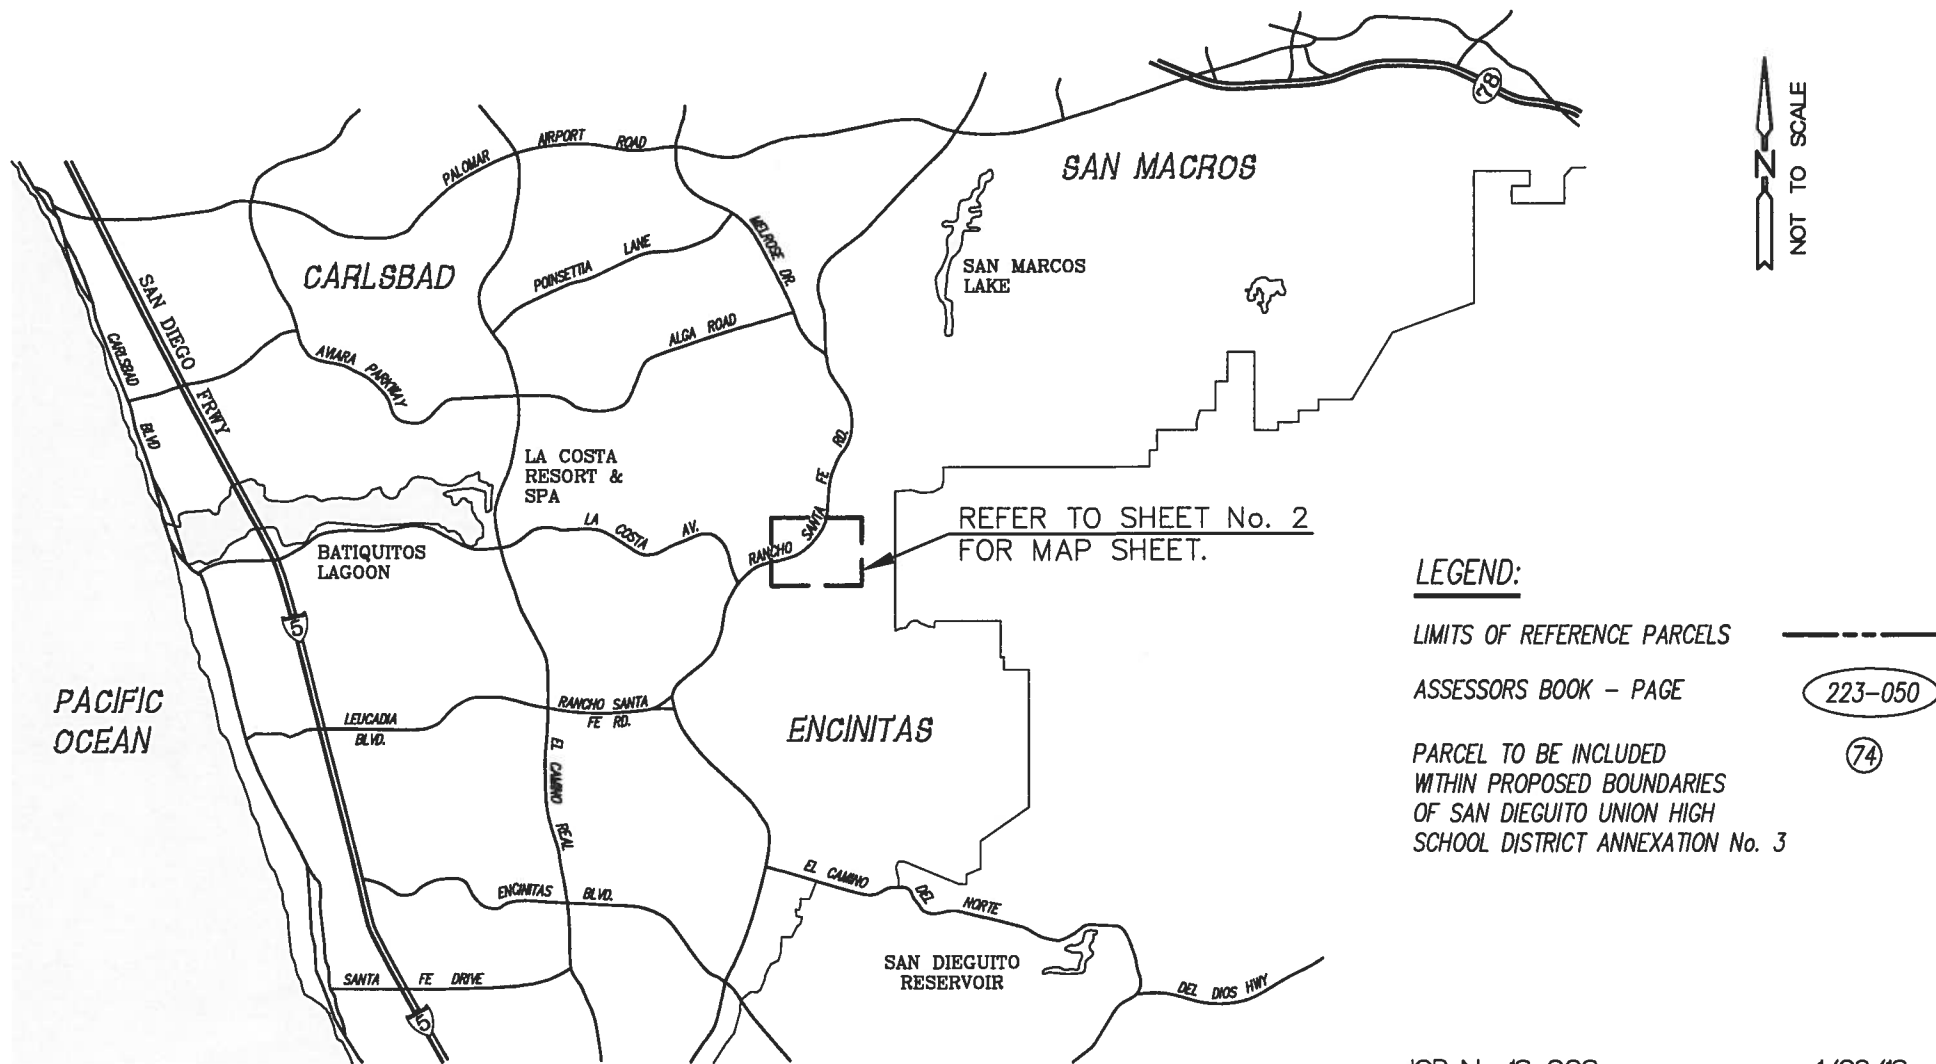 78
NOT TO SCALE
N
PALOMAR AIRPORT ROAD
SAN MACROS
CARLSBAD
POINSETTIA LANE
MELROSE DR.
SAN MARCOS
LAKE
SAN DIEGO FRWY
CARLSBAD BLVD
AVIARA PARKWAY
ALGA ROAD
LA COSTA
RESORT &
SPA
RANCHO SANTA FE RD.
LA COSTA AV.
BATIQUITOS
LAGOON
REFER TO SHEET No. 2
FOR MAP SHEET.
LEGEND:
LIMITS OF REFERENCE PARCELS
ASSESSORS BOOK - PAGE
223-050
PARCEL TO BE INCLUDED
WITHIN PROPOSED BOUNDARIES
OF SAN DIEGUITO UNION HIGH
SCHOOL DISTRICT ANNEXATION No. 3
74
5
PACIFIC
OCEAN
LEUCADIA
BLVD.
RANCHO SANTA
FE RD.
EL CAMINO REAL
ENCINITAS
ENCINITAS BLVD.
EL CAMINO DEL NORTE
SANTA FE DRIVE
SAN DIEGUITO
RESERVOIR
DEL DIOS HWY
5